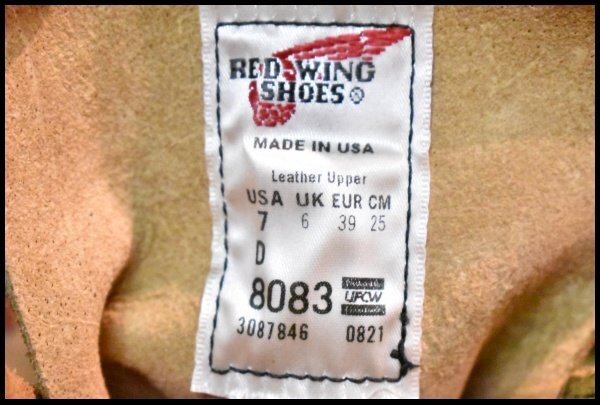 RED WING
SHOES®
MADE IN USA
Leather Upper
USA UK EUR CM
7 6 39 25
D
8083 UFCW
3087846 0821